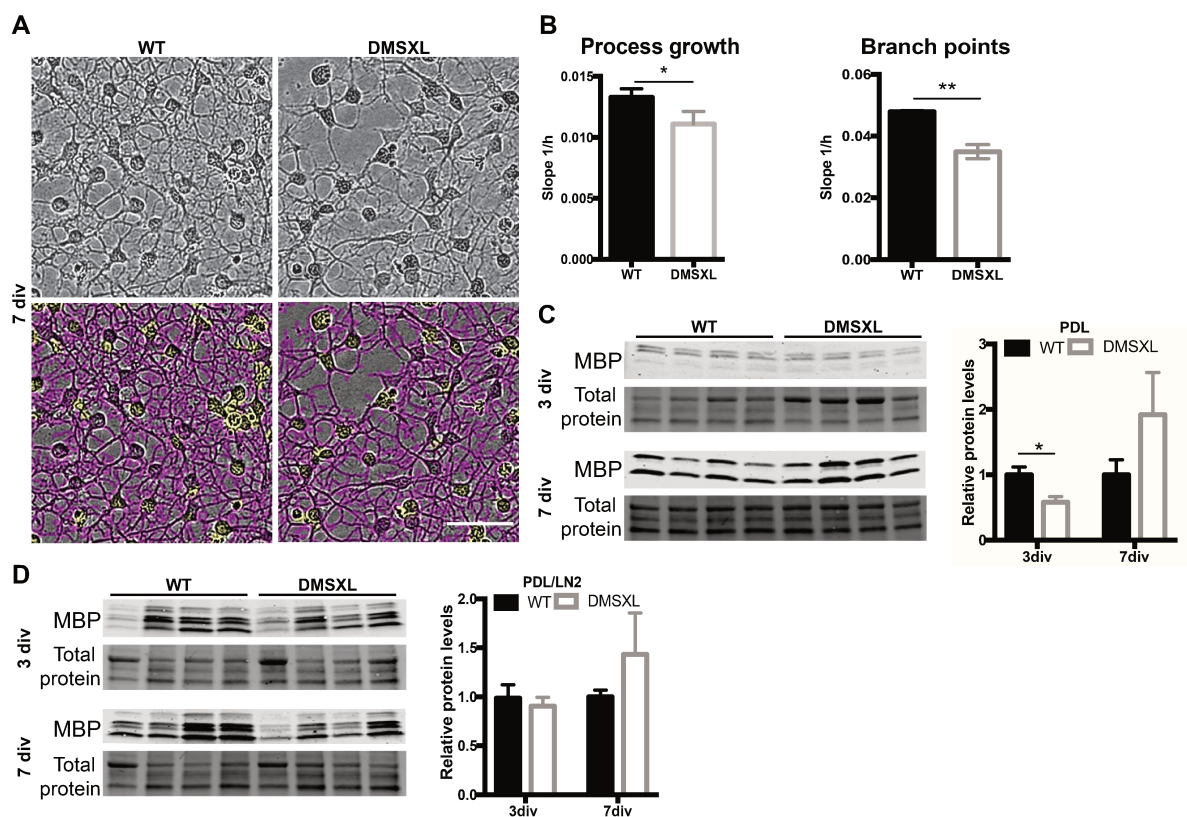 A
WT
DMSXL
7 div
B
Process growth
0.015
0.010
0.005
0.000
Slope 1/h
*
WT
DMSXL
Branch points
0.06
0.04
0.02
0.00
Slope 1/h
**
WT
DMSXL
C
WT
DMSXL
3 div
MBP
Total
protein
7 div
MBP
Total
protein
PDL
WT
DMSXL
3
2
1
0
Relative protein levels
*
3div
7div
D
WT
DMSXL
3 div
MBP
Total
protein
7 div
MBP
Total
protein
PDL/LN2
WT
DMSXL
2.0
1.5
1.0
0.5
0.0
Relative protein levels
3div
7div